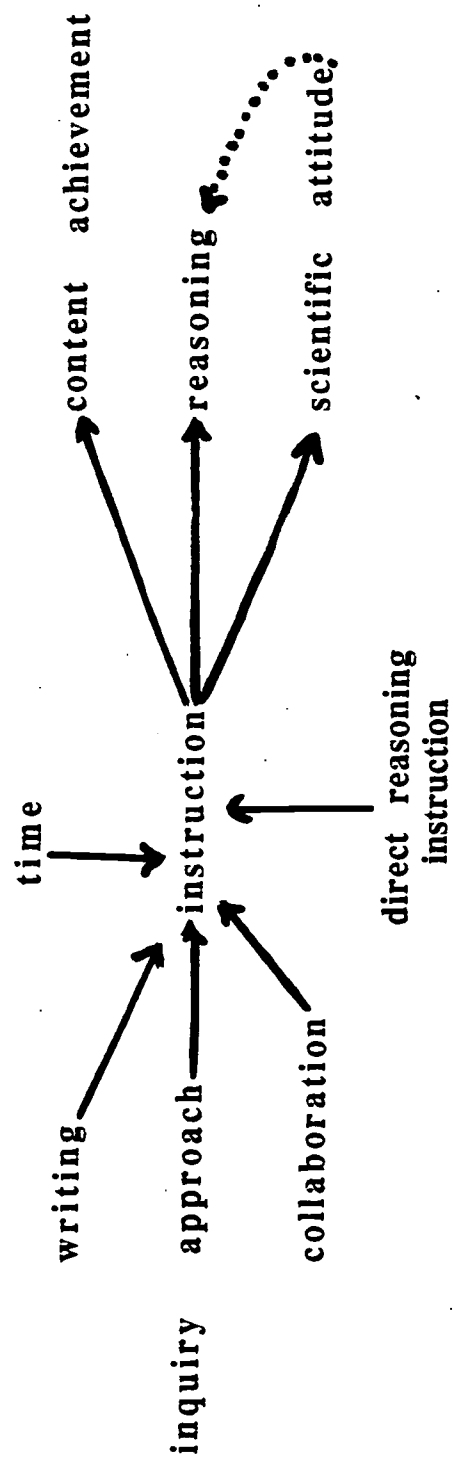 time
writing
content achievement
inquiry approach
instruction
reasoning
collaboration
scientific attitude
direct reasoning
instruction